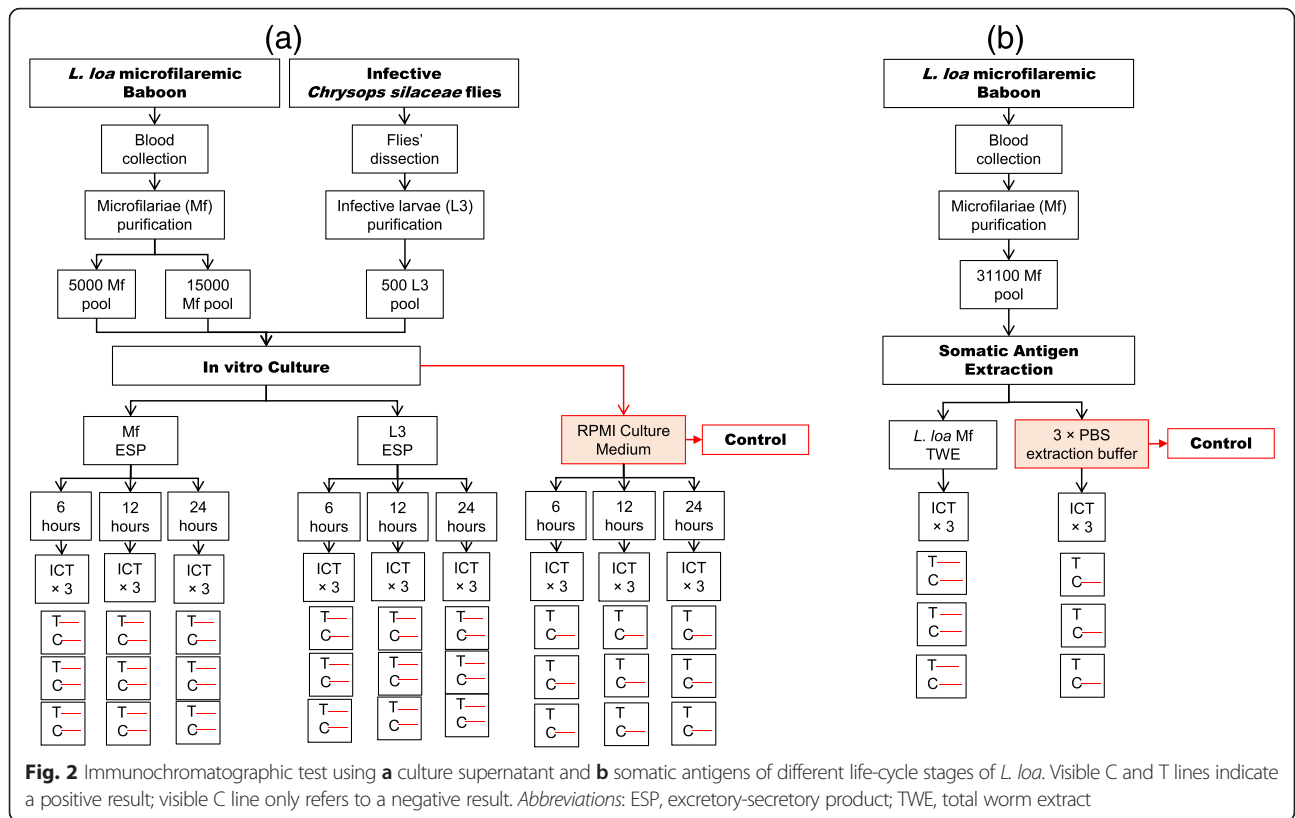 (a)
(b)
L. loa microfilaremic
Baboon
Infective
Chrysops silaceae flies
L. loa microfilaremic
Baboon
Blood
collection
Flies’
dissection
Blood
collection
Microfilariae (Mf)
purification
Infective larvae (L3)
purification
Microfilariae (Mf)
purification
5000 Mf
pool
15000
Mf pool
500 L3
pool
31100 Mf
pool
In vitro Culture
Somatic Antigen
Extraction
Mf
ESP
L3
ESP
RPMI Culture
Medium
Control
L. loa Mf
TWE
3 × PBS
extraction buffer
Control
6
hours
12
hours
24
hours
6
hours
12
hours
24
hours
6
hours
12
hours
24
hours
ICT
× 3
ICT
× 3
ICT
× 3
ICT
× 3
ICT
× 3
ICT
× 3
ICT
× 3
ICT
× 3
ICT
× 3
ICT
× 3
ICT
× 3
T
C
T
C
T
C
T
C
T
C
T
C
T
C
T
C
T
C
T
C
T
C
T
C
T
C
T
C
T
C
T
C
T
C
T
C
T
C
T
C
T
C
T
C
T
C
T
C
T
C
T
C
T
C
T
C
T
C
T
C
T
C
T
C
T
C
Fig. 2 Immunochromatographic test using a culture supernatant and b somatic antigens of different life-cycle stages of L. loa. Visible C and T lines indicate
a positive result; visible C line only refers to a negative result. Abbreviations: ESP, excretory-secretory product; TWE, total worm extract